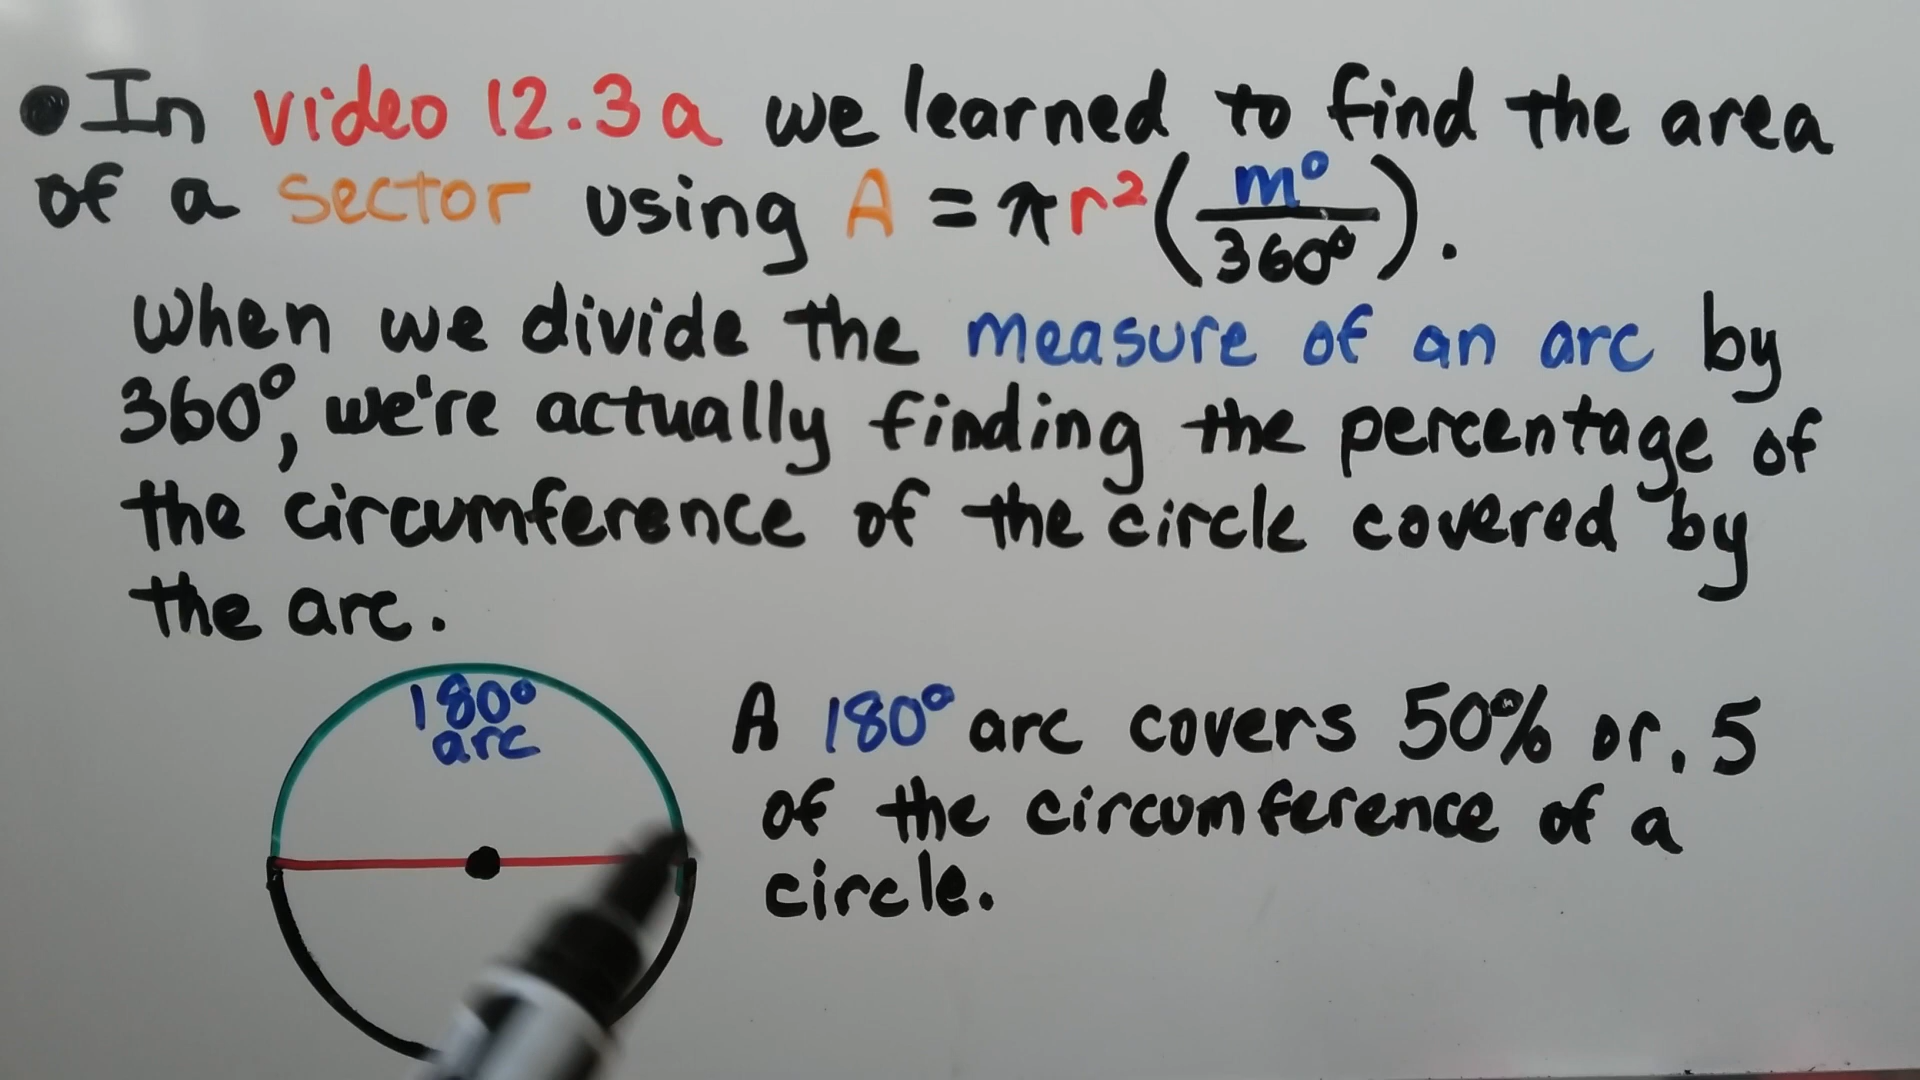 • In video 12.3a we learned to find the area
of a sector using A = πr²(m°/360°).
When we divide the measure of an arc by
360°, we're actually finding the percentage of
the circumference of the circle covered by
the arc.
180°
arc
A 180° arc covers 50% or .5
of the circumference of a
circle.